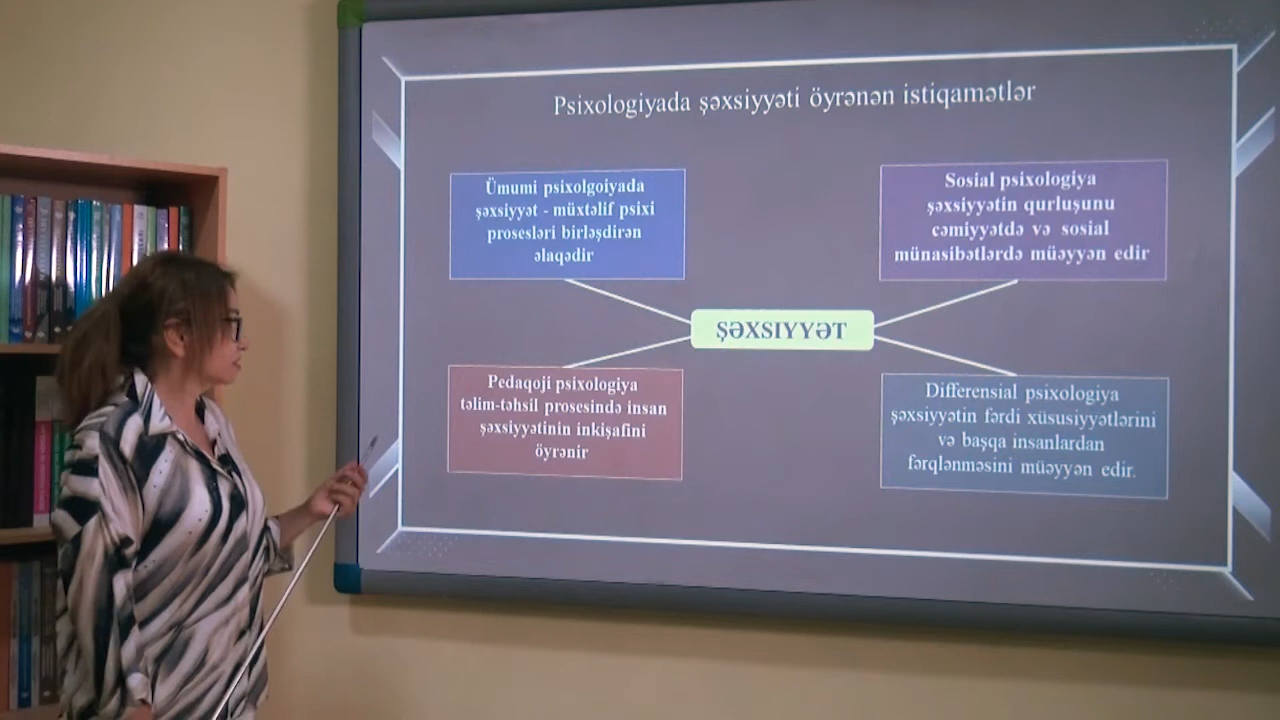 Psixologiyada şəxsiyyəti öyrənən istiqamətlər
Ümumi psixolgoiyada
şəxsiyyət - müxtəlif psixi
prosesləri birləşdirən
əlaqədir
Sosial psixologiya
şəxsiyyətin qurluşunu
cəmiyyətdə və sosial
münasibətlərdə müəyyən edir
ŞƏXSIYYƏT
Pedaqoji psixologiya
təlim-təhsil prosesində insan
şəxsiyyətinin inkişafini
öyrənir
Differensial psixologiya
şəxsiyyətin fərdi xüsusiyyətlərini
və başqa insanlardan
fərqlənməsini müəyyən edir.